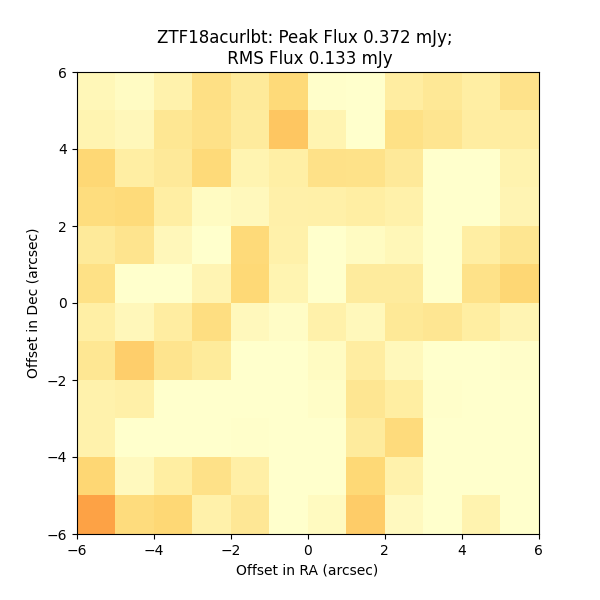 ZTF18acurlbt: Peak Flux 0.372 mJy;
RMS Flux 0.133 mJy
6
4
2
0
−2
−4
−6
Offset in Dec (arcsec)
−6 −4 −2 0 2 4 6
Offset in RA (arcsec)